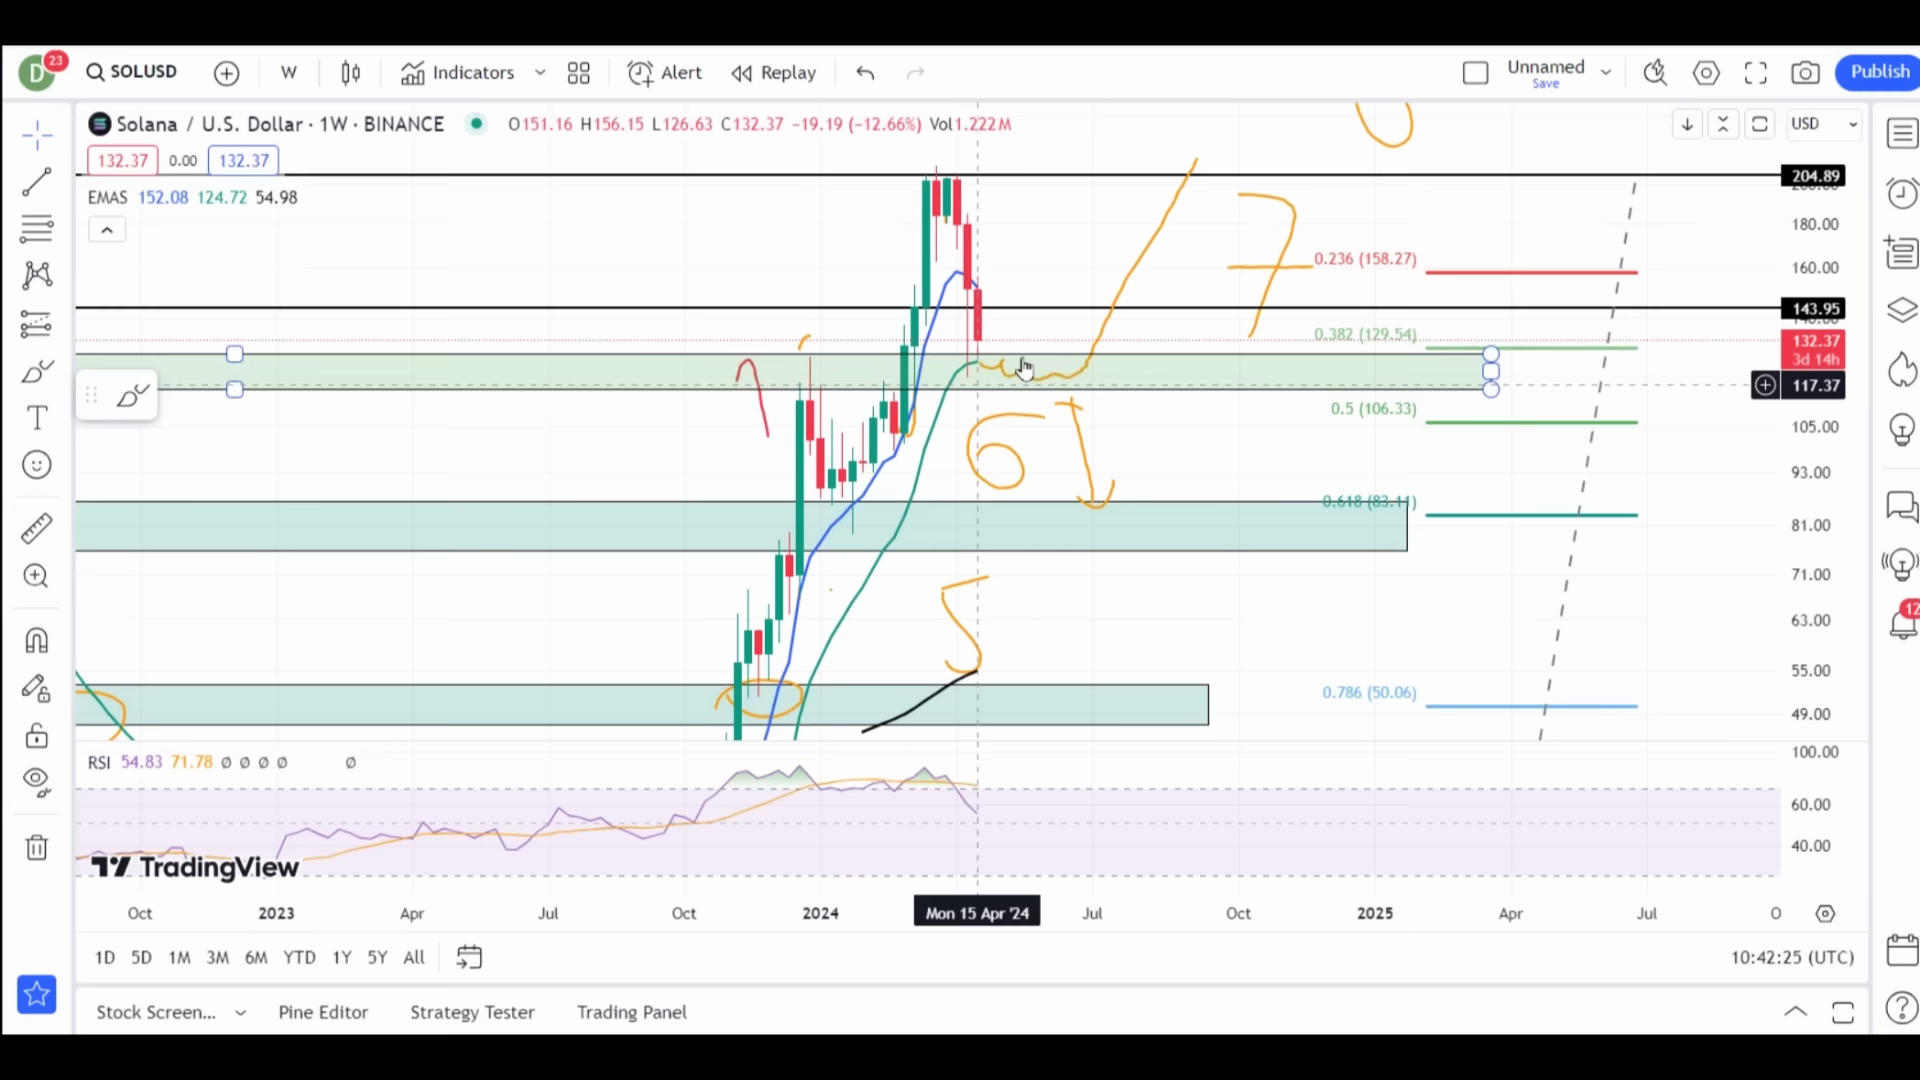 D 23 SOLUSD W Indicators Alert Replay Unnamed Save Publish
Solana / U.S. Dollar · 1W · BINANCE O151.16 H156.15 L126.63 C132.37 −19.19 (−12.66%) Vol1.222M USD
132.37 0.00 132.37
EMAS 152.08 124.72 54.98
204.89
180.00
7
0.236 (158.27) 160.00
143.95
0.382 (129.54) 132.37
3d 14h
117.37
0.5 (106.33) 105.00
6
93.00
0.618 (83.11)
81.00
71.00
5
63.00
55.00
0.786 (50.06)
49.00
12
RSI 54.83 71.78 Ø Ø Ø Ø Ø 100.00
60.00
40.00
TradingView
Oct 2023 Apr Jul Oct 2024 Mon 15 Apr '24 Jul Oct 2025 Apr Jul O
1D 5D 1M 3M 6M YTD 1Y 5Y All 10:42:25 (UTC)
Stock Screen... Pine Editor Strategy Tester Trading Panel